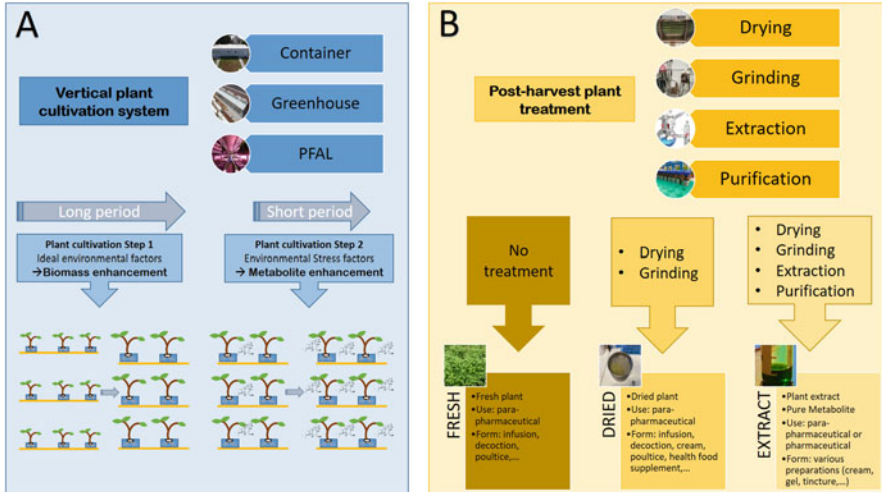 A
Container
Vertical plant
cultivation system
Greenhouse
PFAL
Long period
Short period
Plant cultivation Step 1
Ideal environmental factors
→Biomass enhancement
Plant cultivation Step 2
Environmental Stress factors
→ Metabolite enhancement
B
Drying
Post-harvest plant
treatment
Grinding
Extraction
Purification
No
treatment
• Drying
• Grinding
• Drying
• Grinding
• Extraction
• Purification
FRESH
•Fresh plant
•Use: para-
pharmaceutical
•Form: infusion,
decoction,
poultice,...
DRIED
•Dried plant
•Use: para-
pharmaceutical
•Form: infusion,
decoction, cream,
poultice, health food
supplement,...
EXTRACT
•Plant extract
•Pure Metabolite
•Use: para-
pharmaceutical or
pharmaceutical
•Form: various
preparations (cream,
gel, tincture,...)